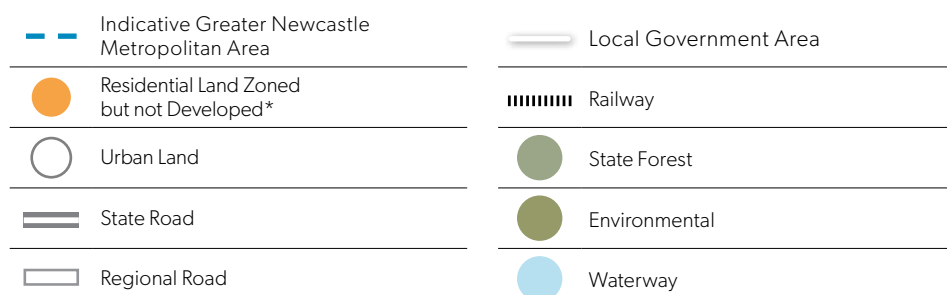 Indicative Greater Newcastle
Metropolitan Area
Residential Land Zoned
but not Developed*
Urban Land
State Road
Regional Road
Local Government Area
Railway
State Forest
Environmental
Waterway